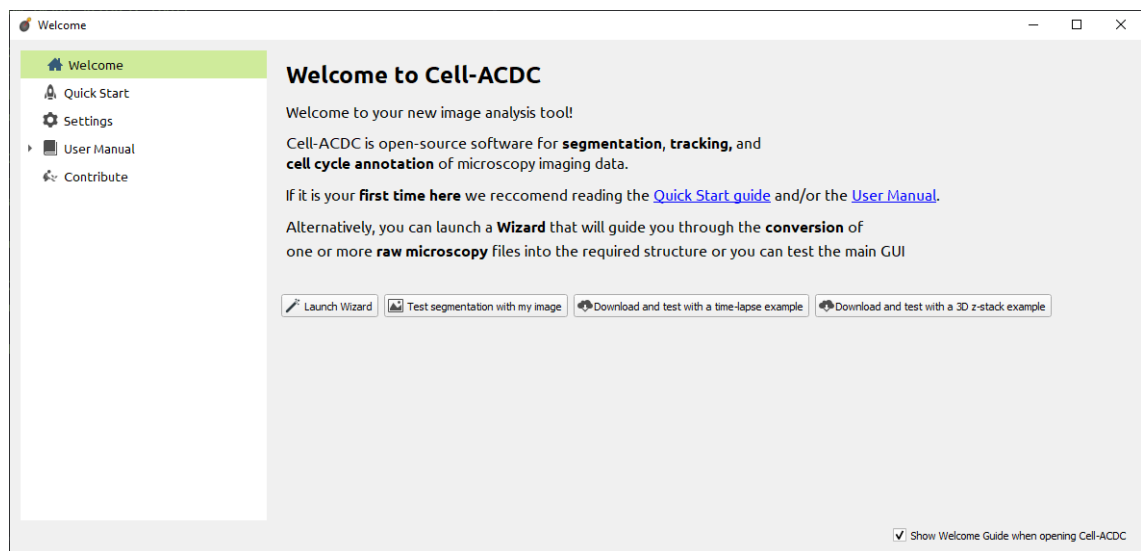 Welcome
Welcome
Quick Start
Settings
User Manual
Contribute
Welcome to Cell-ACDC
Welcome to your new image analysis tool!
Cell-ACDC is open-source software for segmentation, tracking, and
cell cycle annotation of microscopy imaging data.
If it is your first time here we reccomend reading the Quick Start guide and/or the User Manual.
Alternatively, you can launch a Wizard that will guide you through the conversion of
one or more raw microscopy files into the required structure or you can test the main GUI
Launch Wizard
Test segmentation with my image
Download and test with a time-lapse example
Download and test with a 3D z-stack example
Show Welcome Guide when opening Cell-ACDC